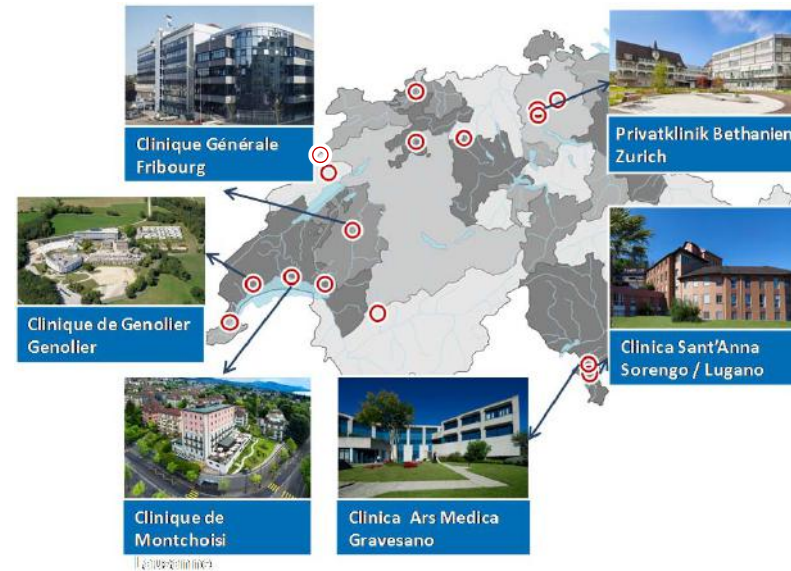 Clinique Générale
Fribourg
Privatklinik Bethanien
Zurich
Clinique de Genolier
Genolier
Clinica Sant'Anna
Sorengo / Lugano
Clinique de
Montchoisi
Lausanne
Clinica Ars Medica
Gravesano